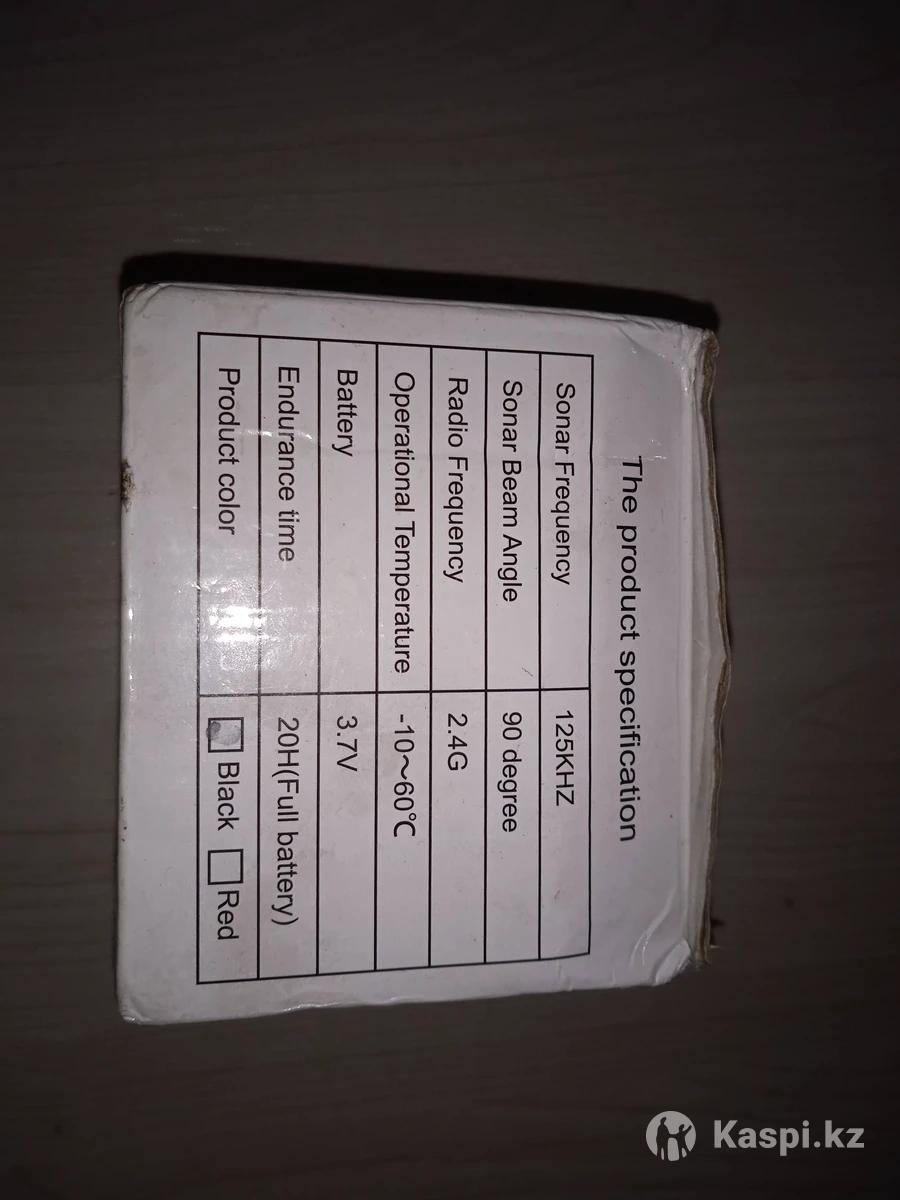 The product specification
Sonar Frequency 125KHZ
Sonar Beam Angle 90 degree
Radio Frequency 2.4G
Operational Temperature -10～60℃
Battery 3.7V
Endurance time 20H(Full battery)
Product color Black Red
Kaspi.kz